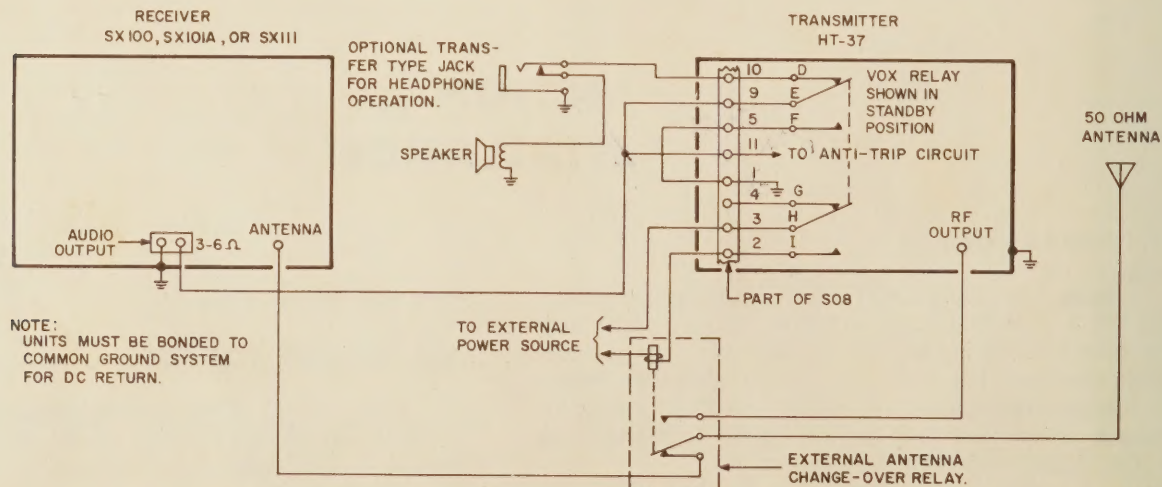 RECEIVER
SX100, SX101A, OR SX111
OPTIONAL TRANS-
FER TYPE JACK
FOR HEADPHONE
OPERATION.
SPEAKER
AUDIO
OUTPUT
3-6 Ω
ANTENNA
NOTE:
UNITS MUST BE BONDED TO
COMMON GROUND SYSTEM
FOR DC RETURN.
TRANSMITTER
HT-37
10 D
9 E
5 F
11
TO ANTI-TRIP CIRCUIT
1
4 G
3 H
2 I
VOX RELAY
SHOWN IN
STANDBY
POSITION
RF
OUTPUT
50 OHM
ANTENNA
PART OF SO8
TO EXTERNAL
POWER SOURCE
EXTERNAL ANTENNA
CHANGE-OVER RELAY.